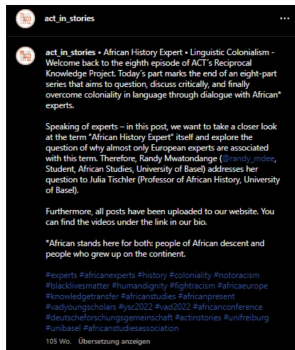 act_in_stories
act_in_stories • African History Expert • Linguistic Colonialism -
Welcome back to the eighth episode of ACT's Reciprocal
Knowledge Project. Today's part marks the end of an eight-part
series that aims to question, discuss critically, and finally
overcome coloniality in language through dialogue with African*
experts.
Speaking of experts – in this post, we want to take a closer look
at the term "African History Expert" itself and explore the
question of why almost only European experts are associated
with this term. Therefore, Randy Mwatondange (@randy_mdee,
Student, African Studies, University of Basel) addresses her
question to Julia Tischler (Professor of African History, University
of Basel).
Furthermore, all posts have been uploaded to our website. You
can find the videos under the link in our bio.
*African stands here for both: people of African descent and
people who grew up on the continent.
#experts #africanexperts #history #coloniality #notoracism
#blacklivesmatter #humandignity #fightracism #africaeurope
#knowledgetransfer #africanstudies #africanpresent
#vadyoungscholars #ysc2022 #vad2022 #africanconference
#deutscheforschungsgemeinschaft #actinstories #unifreiburg
#unibasel #africanstudiesassociation
105 Wo. Übersetzung anzeigen